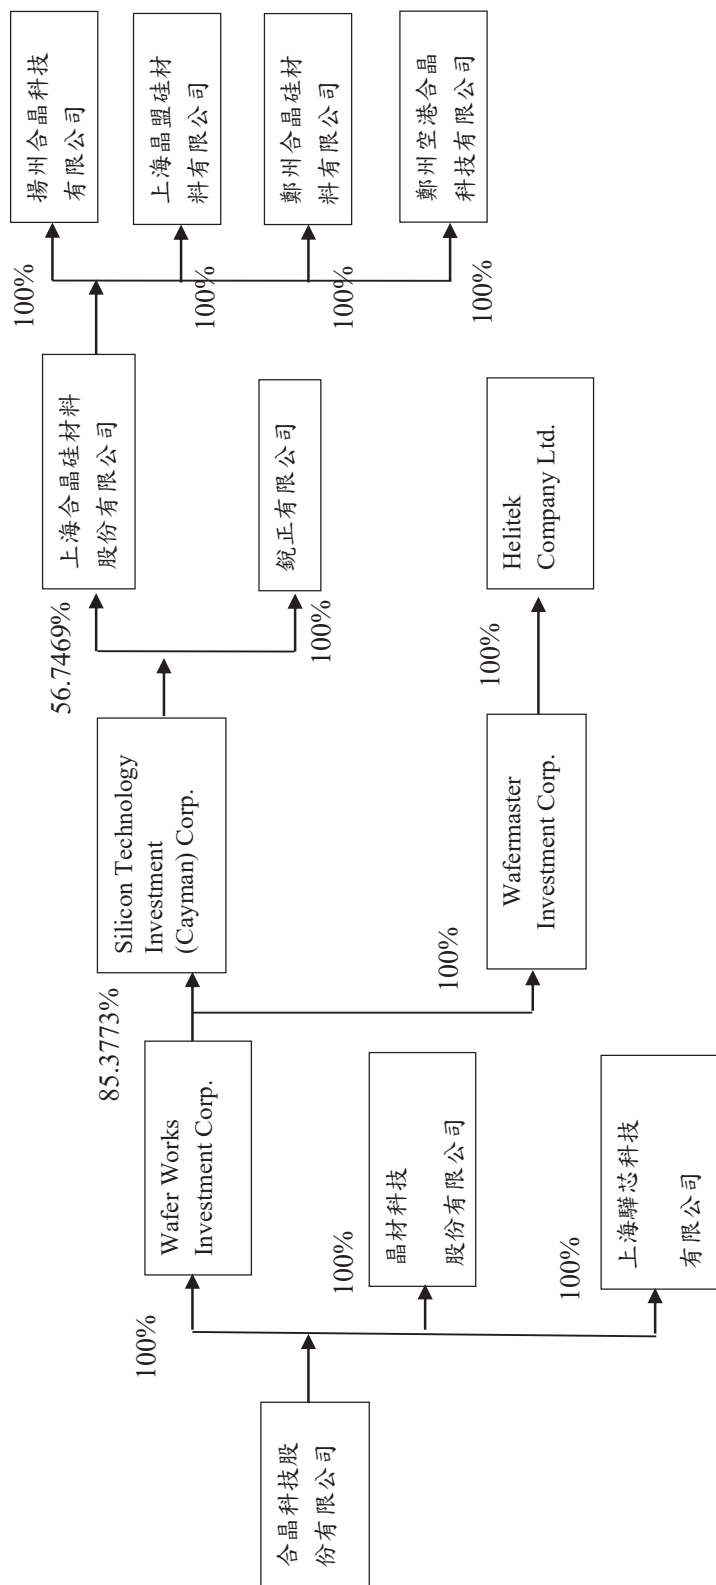 合晶科技股
份有限公司
100%
Wafer Works
Investment Corp.
100%
晶材科技
股份有限公司
100%
上海驊芯科技
有限公司
85.3773%
Silicon Technology
Investment
(Cayman) Corp.
100%
Wafermaster
Investment Corp.
56.7469%
上海合晶硅材料
股份有限公司
100%
銳正有限公司
100%
Helitek
Company Ltd.
100%
揚州合晶科技
有限公司
100%
上海晶盟硅材
料有限公司
100%
鄭州合晶硅材
料有限公司
100%
鄭州空港合晶
科技有限公司